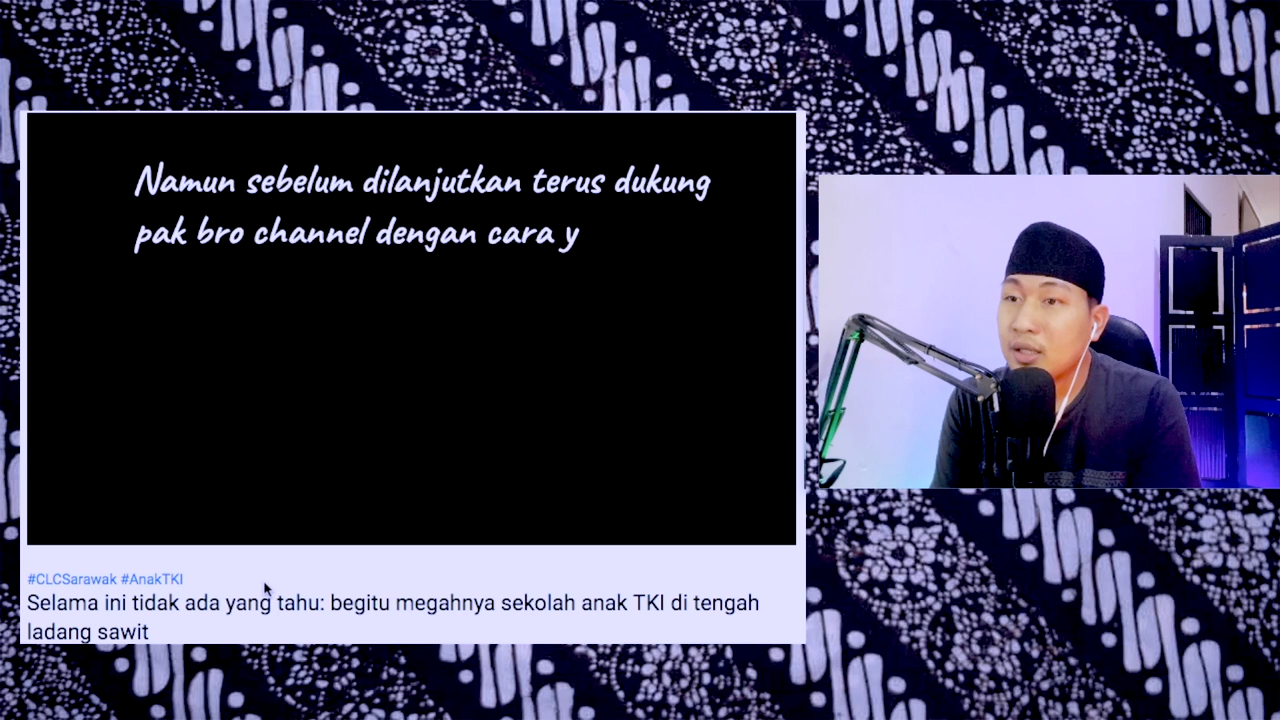 Namun sebelum dilanjutkan terus dukung
pak bro channel dengan cara y
#CLCSarawak #AnakTKI
Selama ini tidak ada yang tahu: begitu megahnya sekolah anak TKI di tengah
ladang sawit